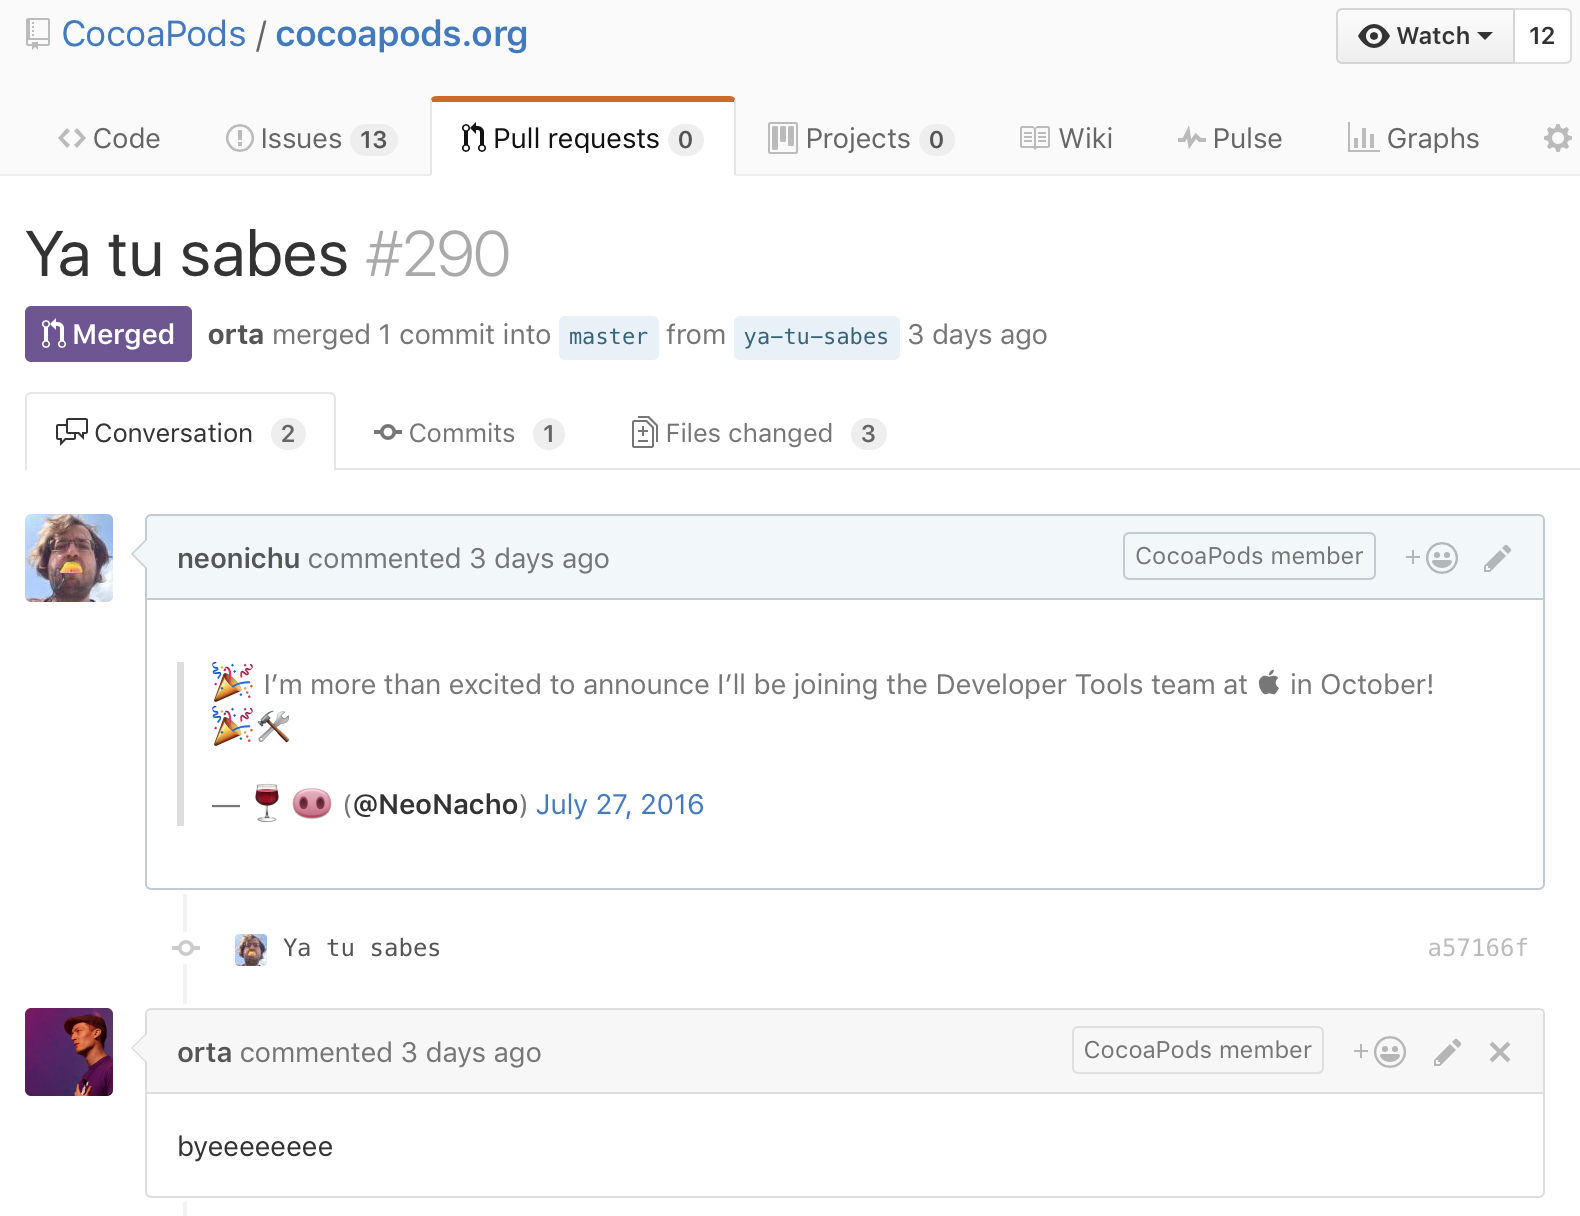 CocoaPods / cocoapods.org
Watch 12
Code Issues 13 Pull requests 0 Projects 0 Wiki Pulse Graphs
Ya tu sabes #290
Merged orta merged 1 commit into master from ya-tu-sabes 3 days ago
Conversation 2 Commits 1 Files changed 3
neonichu commented 3 days ago CocoaPods member +
🎉 I’m more than excited to announce I’ll be joining the Developer Tools team at  in October!
🎉🛠
— 🍷🐽 (@NeoNacho) July 27, 2016
Ya tu sabes a57166f
orta commented 3 days ago CocoaPods member +
byeeeeeeee